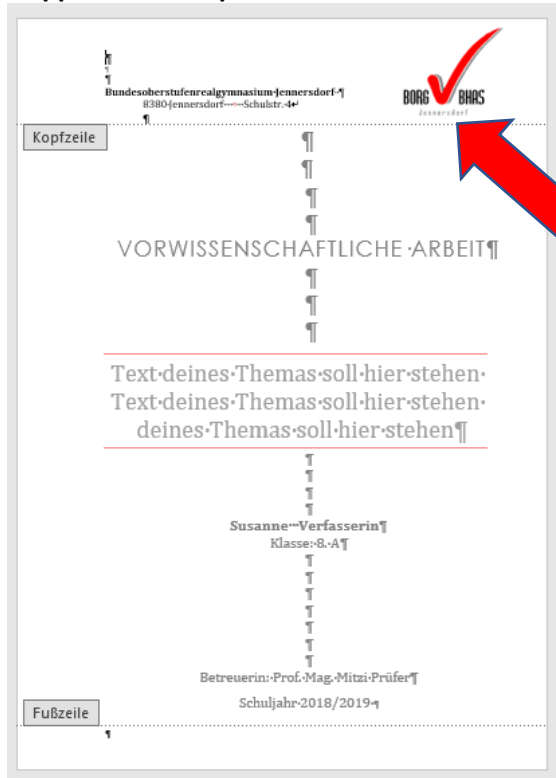 Bundesoberstufenrealgymnasium·Jennersdorf·¶
8380·Jennersdorf·–·–·Schulstr.·4↵
BORG BHAS
Jennersdorf
Kopfzeile
VORWISSENSCHAFTLICHE·ARBEIT¶
Text·deines·Themas·soll·hier·stehen·
Text·deines·Themas·soll·hier·stehen·
deines·Themas·soll·hier·stehen¶
Susanne·–·Verfasserin¶
Klasse:·8.·A¶
Betreuerin:·Prof.·Mag.·Mitzi·Prüfer¶
Schuljahr·2018/2019·¶
Fußzeile